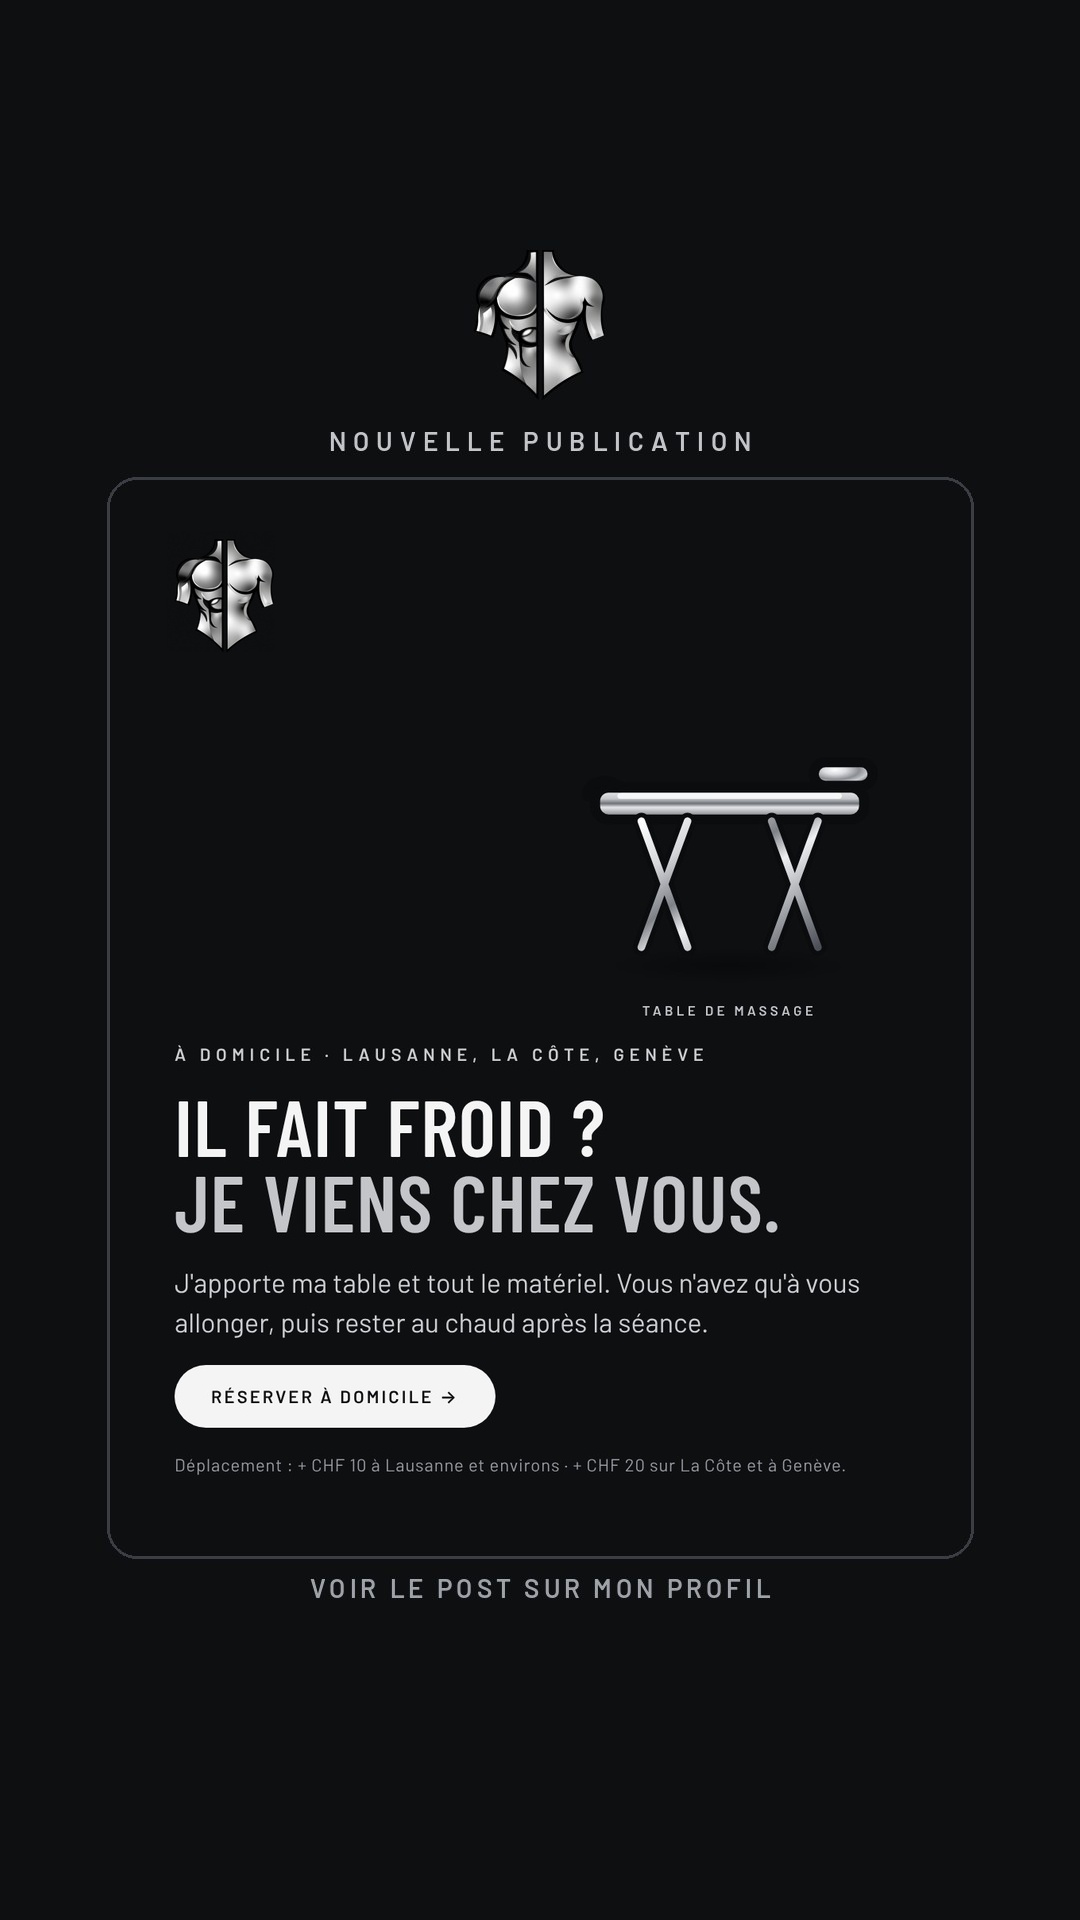 NOUVELLE PUBLICATION
TABLE DE MASSAGE
À DOMICILE · LAUSANNE, LA CÔTE, GENÈVE
IL FAIT FROID ?
JE VIENS CHEZ VOUS.
J'apporte ma table et tout le matériel. Vous n'avez qu'à vous
allonger, puis rester au chaud après la séance.
RÉSERVER À DOMICILE →
Déplacement : + CHF 10 à Lausanne et environs · + CHF 20 sur La Côte et à Genève.
VOIR LE POST SUR MON PROFIL